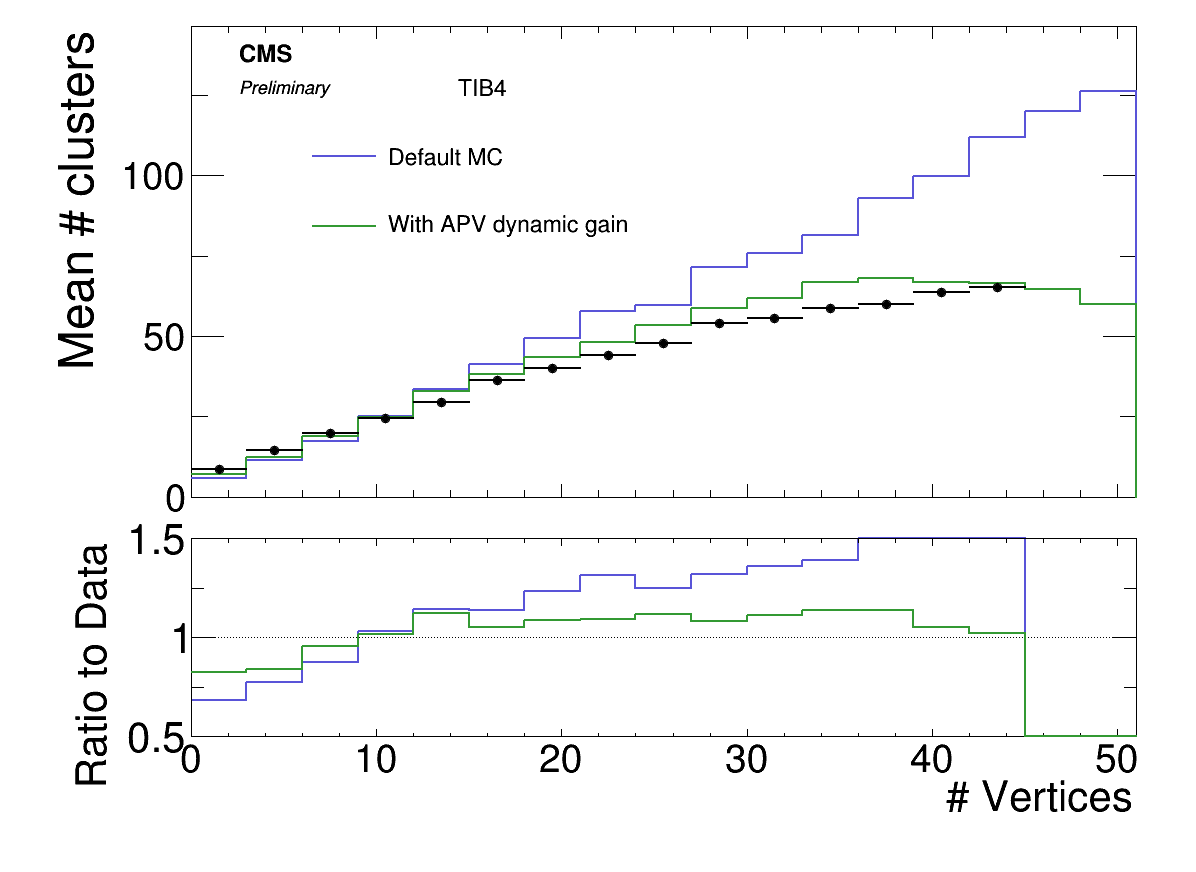 CMS
Preliminary
TIB4
Default MC
With APV dynamic gain
Mean # clusters
100
50
0
Ratio to Data
1.5
1
0.5
0 10 20 30 40 50
# Vertices